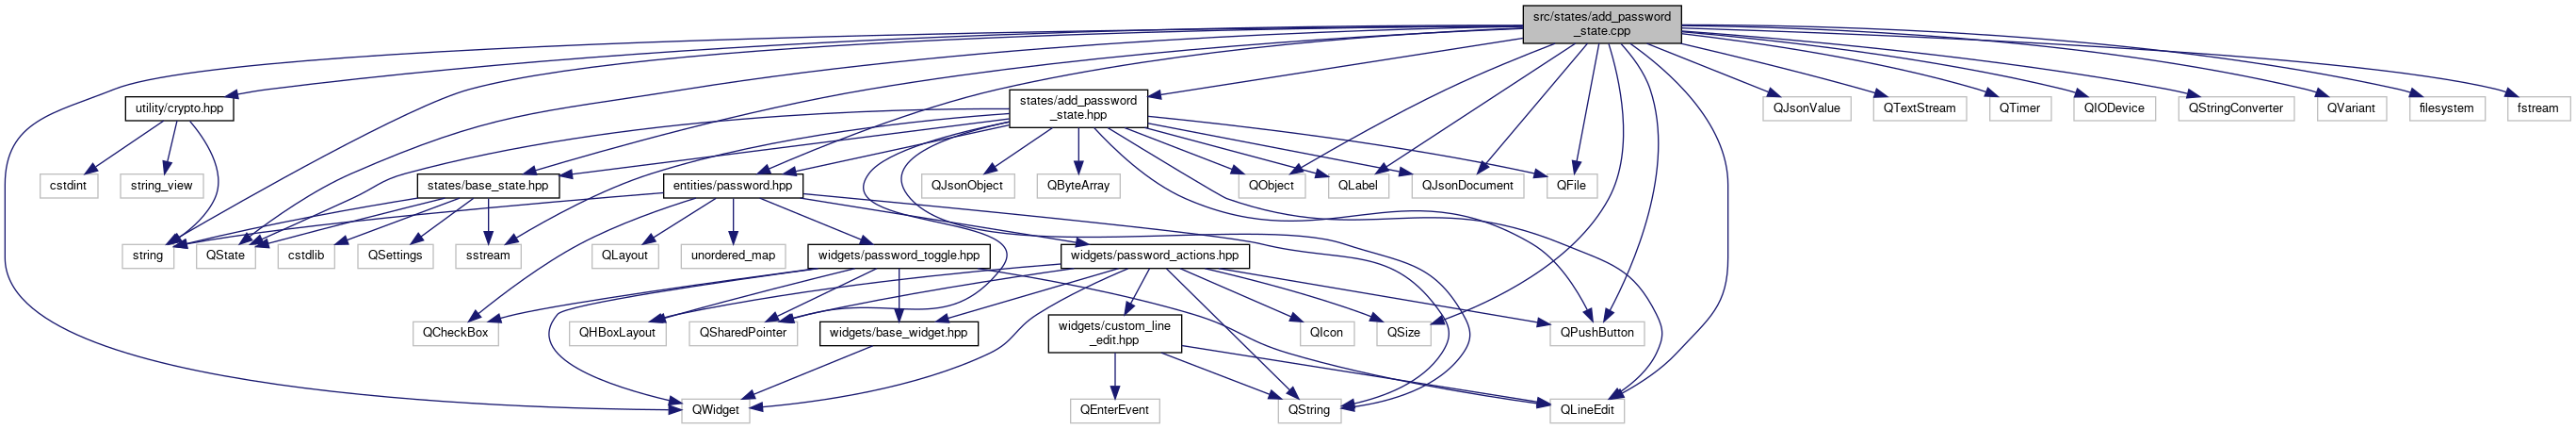 src/states/add_password
_state.cpp
utility/crypto.hpp
states/add_password
_state.hpp
QJsonValue
QTextStream
QTimer
QIODevice
QStringConverter
QVariant
filesystem
fstream
cstdint
string_view
states/base_state.hpp
entities/password.hpp
QJsonObject
QByteArray
QObject
QLabel
QJsonDocument
QFile
string
QState
cstdlib
QSettings
sstream
QLayout
unordered_map
widgets/password_toggle.hpp
widgets/password_actions.hpp
QCheckBox
QHBoxLayout
QSharedPointer
widgets/base_widget.hpp
widgets/custom_line
_edit.hpp
QIcon
QSize
QPushButton
QWidget
QEnterEvent
QString
QLineEdit